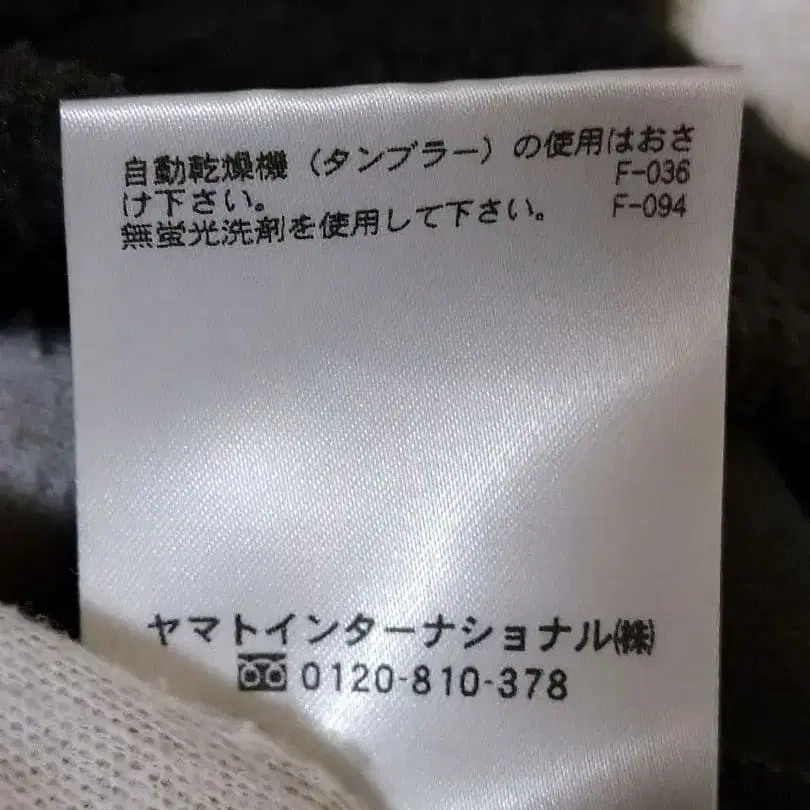 自動乾燥機（タンブラー）の使用はおさ
け下さい。 F-036
無蛍光洗剤を使用して下さい。 F-094
ヤマトインターナショナル㈱
0120-810-378